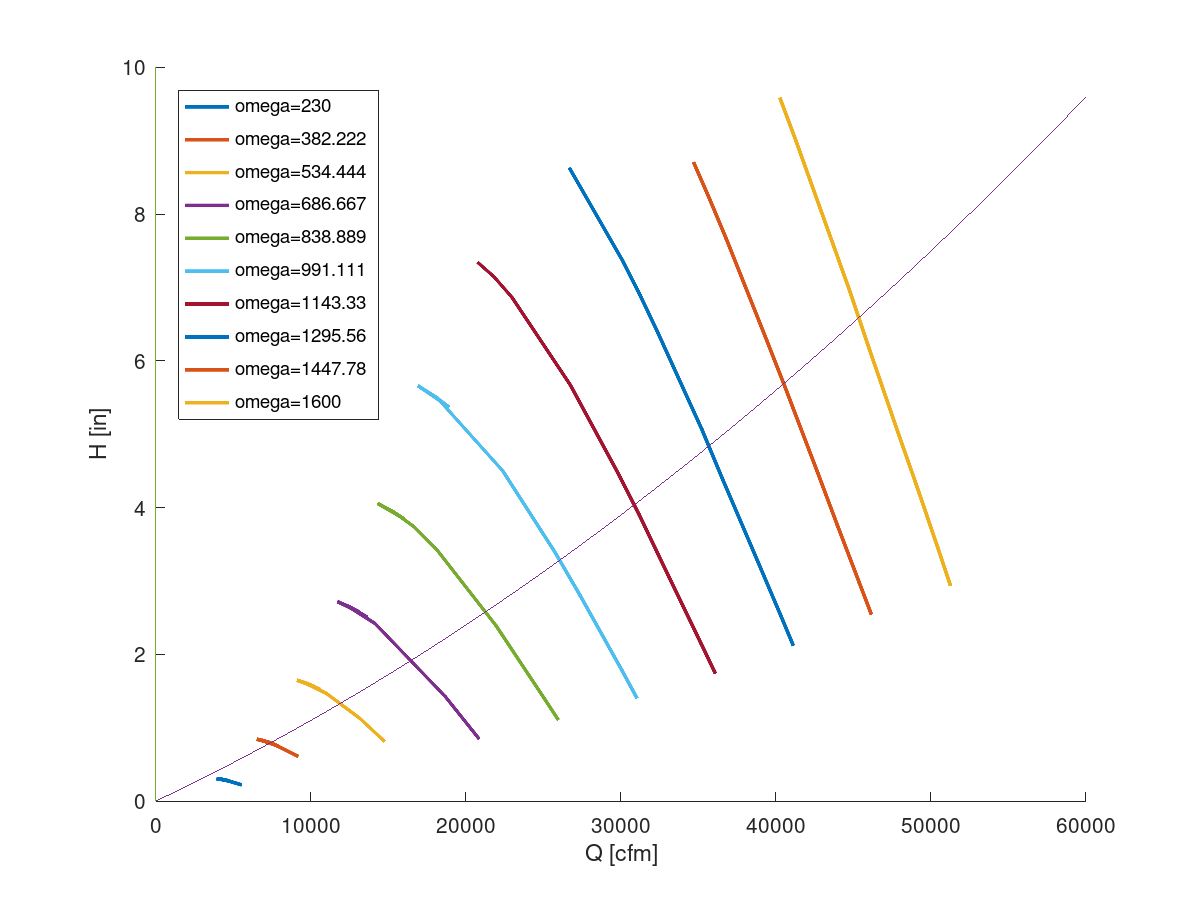 10
omega=230
omega=382.222
omega=534.444
omega=686.667
omega=838.889
omega=991.111
omega=1143.33
omega=1295.56
omega=1447.78
omega=1600
8
6
H [in]
4
2
0
0 10000 20000 30000 40000 50000 60000
Q [cfm]